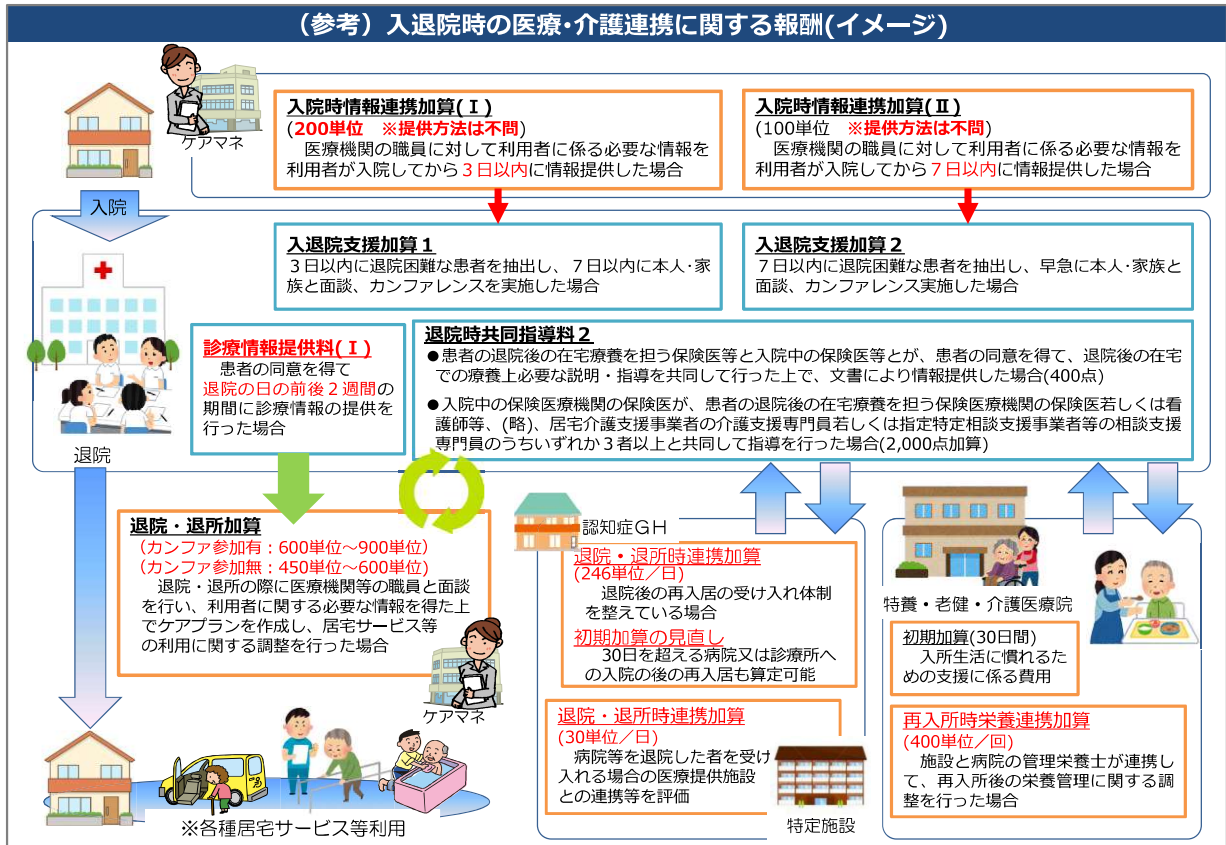 （参考）入退院時の医療･介護連携に関する報酬(イメージ)
ケアマネ
入院時情報連携加算(Ⅰ)
(200単位　※提供方法は不問)
医療機関の職員に対して利用者に係る必要な情報を
利用者が入院してから３日以内に情報提供した場合
入院時情報連携加算(Ⅱ)
(100単位　※提供方法は不問)
医療機関の職員に対して利用者に係る必要な情報を
利用者が入院してから７日以内に情報提供した場合
入院
入退院支援加算１
３日以内に退院困難な患者を抽出し、７日以内に本人･家
族と面談、カンファレンスを実施した場合
入退院支援加算２
７日以内に退院困難な患者を抽出し、早急に本人･家族と
面談、カンファレンス実施した場合
診療情報提供料(Ⅰ)
患者の同意を得て
退院の日の前後２週間の
期間に診療情報の提供を
行った場合
退院時共同指導料２
●患者の退院後の在宅療養を担う保険医等と入院中の保険医等とが、患者の同意を得て、退院後の在宅
での療養上必要な説明・指導を共同して行った上で、文書により情報提供した場合(400点)
●入院中の保険医療機関の保険医が、患者の退院後の在宅療養を担う保険医療機関の保険医若しくは看
護師等、(略)、居宅介護支援事業者の介護支援専門員若しくは指定特定相談支援事業者等の相談支援
専門員のうちいずれか３者以上と共同して指導を行った場合(2,000点加算)
退院
退院・退所加算
（カンファ参加有：600単位～900単位）
（カンファ参加無：450単位～600単位)
退院・退所の際に医療機関等の職員と面談
を行い、利用者に関する必要な情報を得た上
でケアプランを作成し、居宅サービス等
の利用に関する調整を行った場合
ケアマネ
※各種居宅サービス等利用
認知症ＧＨ
退院・退所時連携加算
(246単位／日)
退院後の再入居の受け入れ体制
を整えている場合
初期加算の見直し
30日を超える病院又は診療所へ
の入院の後の再入居も算定可能
退院・退所時連携加算
(30単位／日)
病院等を退院した者を受け
入れる場合の医療提供施設
との連携等を評価
特定施設
特養・老健・介護医療院
初期加算(30日間)
入所生活に慣れるた
めの支援に係る費用
再入所時栄養連携加算
(400単位／回)
施設と病院の管理栄養士が連携し
て、再入所後の栄養管理に関する調
整を行った場合